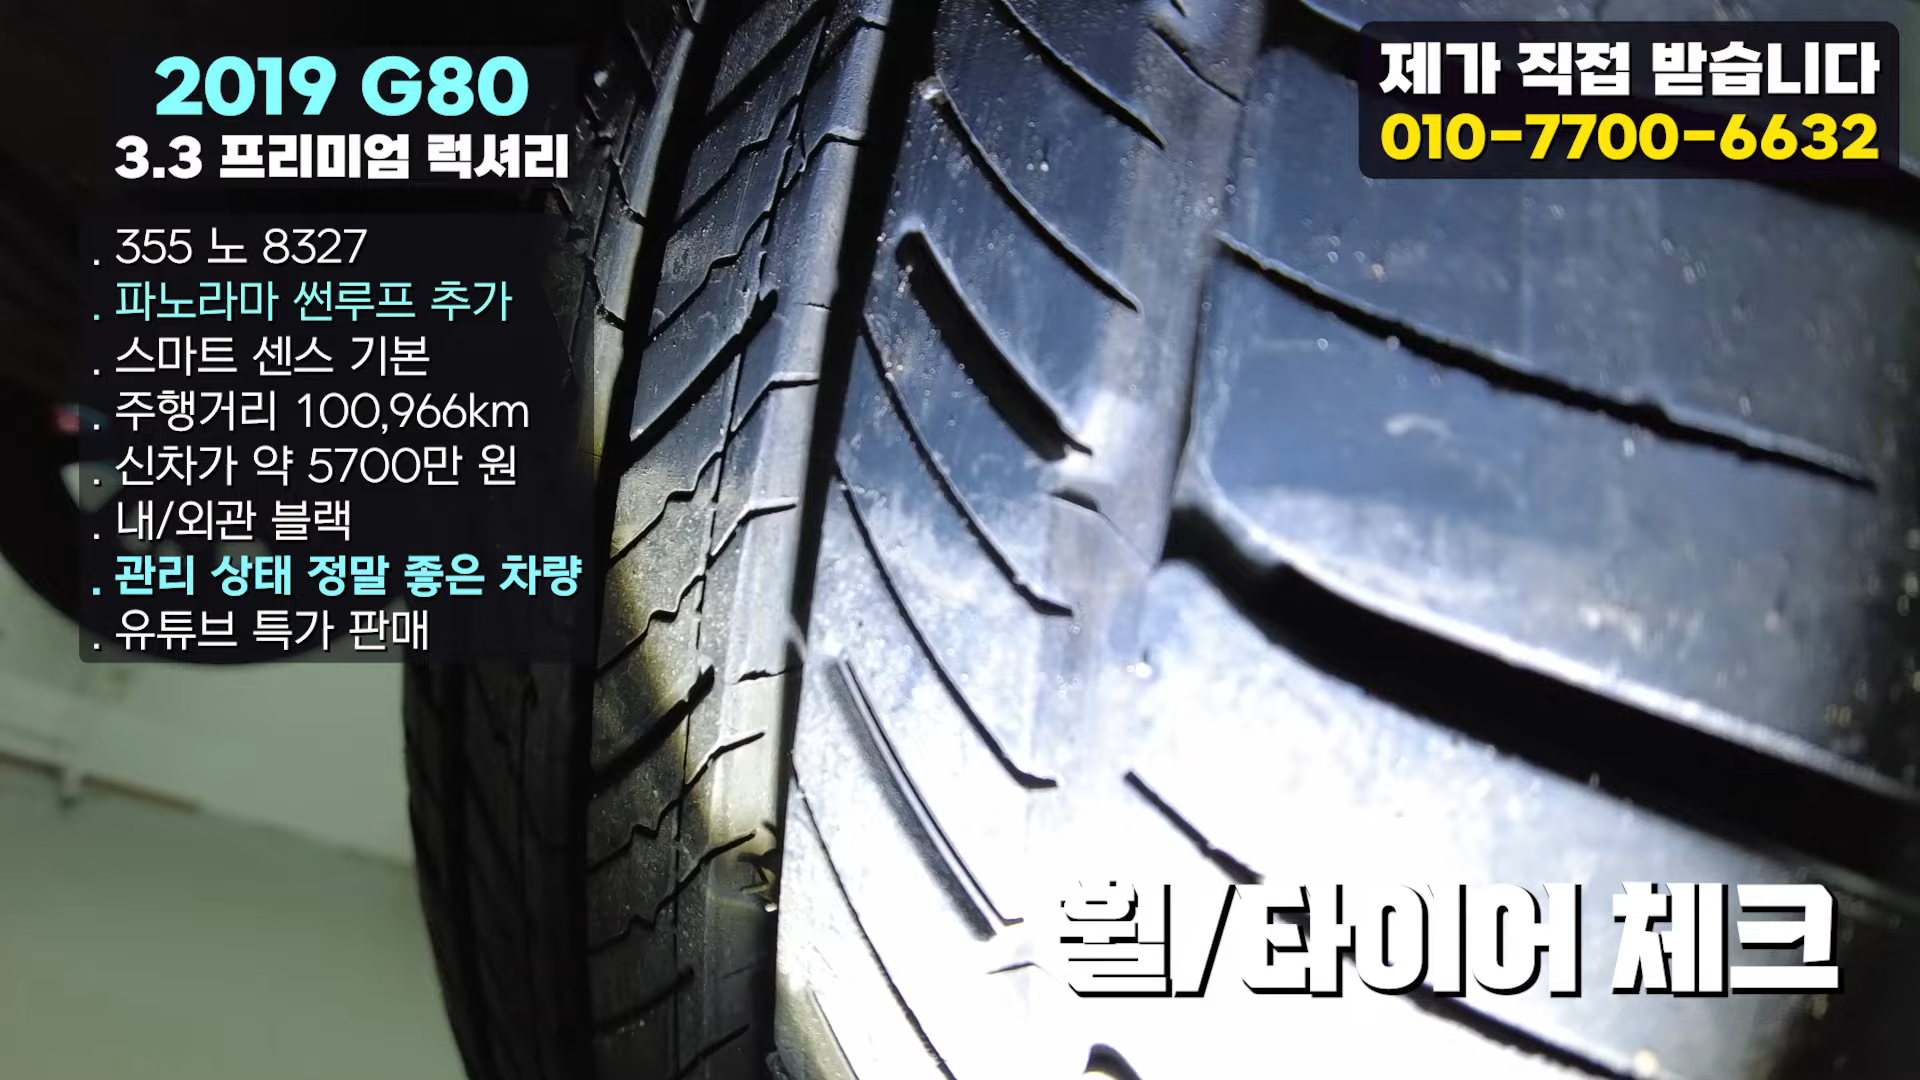 2019 G80
3.3 프리미엄 럭셔리
. 355 노 8327
. 파노라마 썬루프 추가
. 스마트 센스 기본
. 주행거리 100,966km
. 신차가 약 5700만 원
. 내/외관 블랙
. 관리 상태 정말 좋은 차량
. 유튜브 특가 판매
제가 직접 받습니다
010-7700-6632
휠/타이어 체크